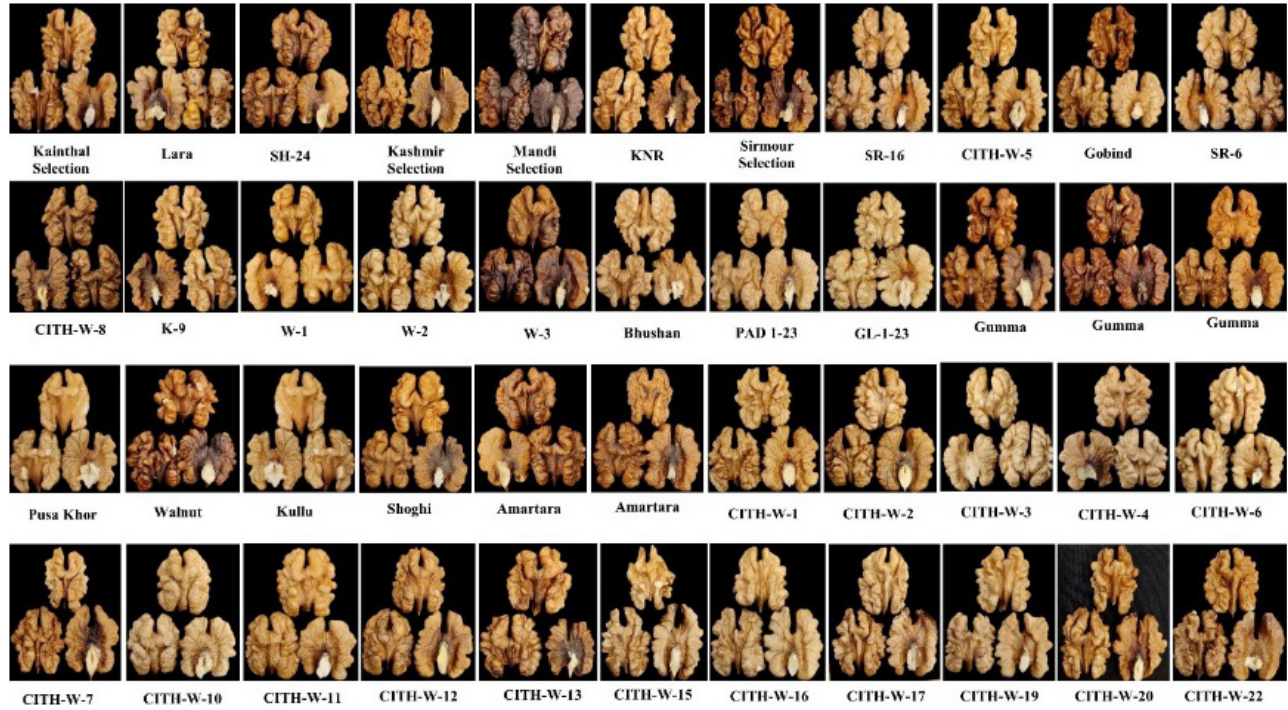 Kainthal Selection
Lara
SH-24
Kashmir Selection
Mandi Selection
KNR
Sirmour Selection
SR-16
CITH-W-5
Gobind
SR-6
CITH-W-8
K-9
W-1
W-2
W-3
Bhushan
PAD 1-23
GL-1-23
Gumma
Gumma
Gumma
Pusa Khor
Walnut
Kullu
Shoghi
Amartara
Amartara
CITH-W-1
CITH-W-2
CITH-W-3
CITH-W-4
CITH-W-6
CITH-W-7
CITH-W-10
CITH-W-11
CITH-W-12
CITH-W-13
CITH-W-15
CITH-W-16
CITH-W-17
CITH-W-19
CITH-W-20
CITH-W-22